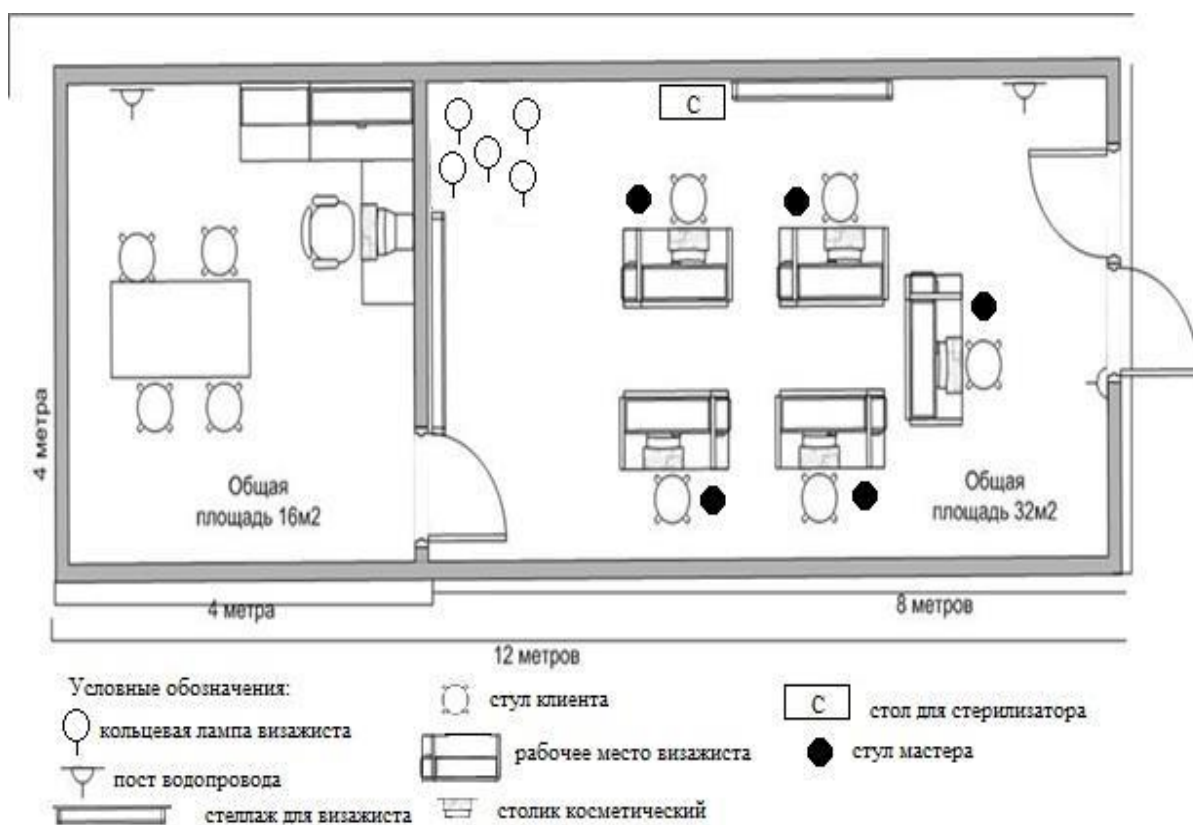 С
4 метра
Общая
площадь 16м2
Общая
площадь 32м2
4 метра
8 метров
12 метров
Условные обозначения:
кольцевая лампа визажиста
пост водопровода
стеллаж для визажиста
стул клиента
рабочее место визажиста
столик косметический
С
стол для стерилизатора
стул мастера